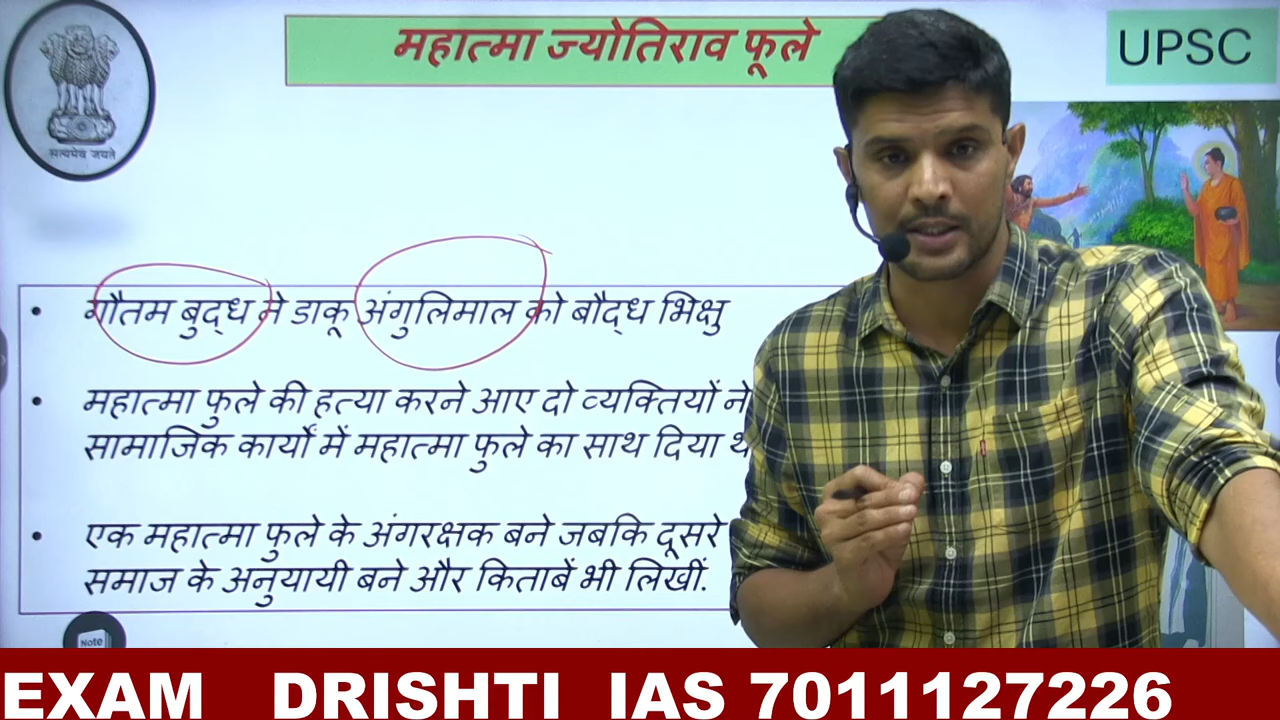 महात्मा ज्योतिराव फूले
UPSC
सत्यमेव जयते
गौतम बुद्ध ने डाकू अंगुलिमाल को बौद्ध भिक्षु
महात्मा फुले की हत्या करने आए दो व्यक्तियों ने
सामाजिक कार्यों में महात्मा फुले का साथ दिया
एक महात्मा फुले के अंगरक्षक बने जबकि दूसरे
समाज के अनुयायी बने और किताबें भी लिखीं.
Note
EXAM DRISHTI IAS 7011127226